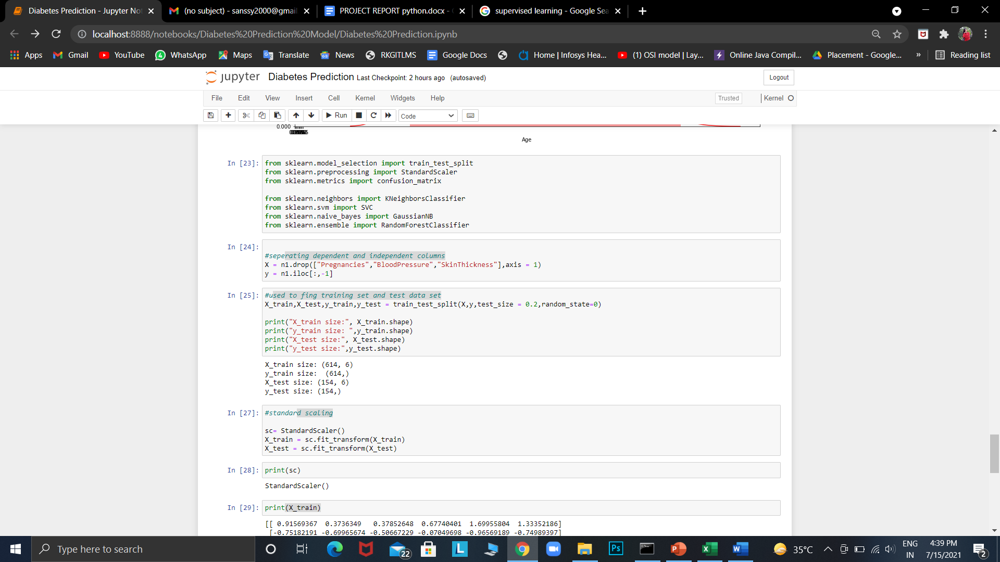 Diabetes Prediction - Jupyter Not
(no subject) - sanssy2000@gmail
PROJECT REPORT python.docx -
supervised learning - Google Sea
localhost:8888/notebooks/Diabetes%20Prediction%20Model/Diabetes%20Prediction.ipynb
Apps Gmail YouTube WhatsApp Maps Translate News RKGITLMS Google Docs Home | Infosys Hea... (1) OSI model | Lay... Online Java Compil... Placement - Google... » Reading list
jupyter Diabetes Prediction Last Checkpoint: 2 hours ago (autosaved) Logout
File Edit View Insert Cell Kernel Widgets Help Trusted Kernel
Run Code
0.000
Age
In [23]: from sklearn.model_selection import train_test_split
from sklearn.preprocessing import StandardScaler
from sklearn.metrics import confusion_matrix
from sklearn.neighbors import KNeighborsClassifier
from sklearn.svm import SVC
from sklearn.naive_bayes import GaussianNB
from sklearn.ensemble import RandomForestClassifier
In [24]:
#seperating dependent and independent columns
X = n1.drop(["Pregnancies","BloodPressure","SkinThickness"],axis = 1)
y = n1.iloc[:,-1]
In [25]: #used to fing training set and test data set
X_train,X_test,y_train,y_test = train_test_split(X,y,test_size = 0.2,random_state=0)
print("X_train size:", X_train.shape)
print("y_train size: ",y_train.shape)
print("X_test size:", X_test.shape)
print("y_test size:",y_test.shape)
X_train size: (614, 6)
y_train size:  (614,)
X_test size: (154, 6)
y_test size: (154,)
In [27]: #standard scaling
sc= StandardScaler()
X_train = sc.fit_transform(X_train)
X_test = sc.fit_transform(X_test)
In [28]: print(sc)
StandardScaler()
In [29]: print(X_train)
[[ 0.91569367  0.3736349   0.37852648  0.67740401  1.69955804  1.33352186]
[-0.75182191 -0.69965674 -0.50667229 -0.07049698 -0.96569189 -0.74989397]
Type here to search
22
L
Ps
35°C
ENG
IN
4:39 PM
7/15/2021
2